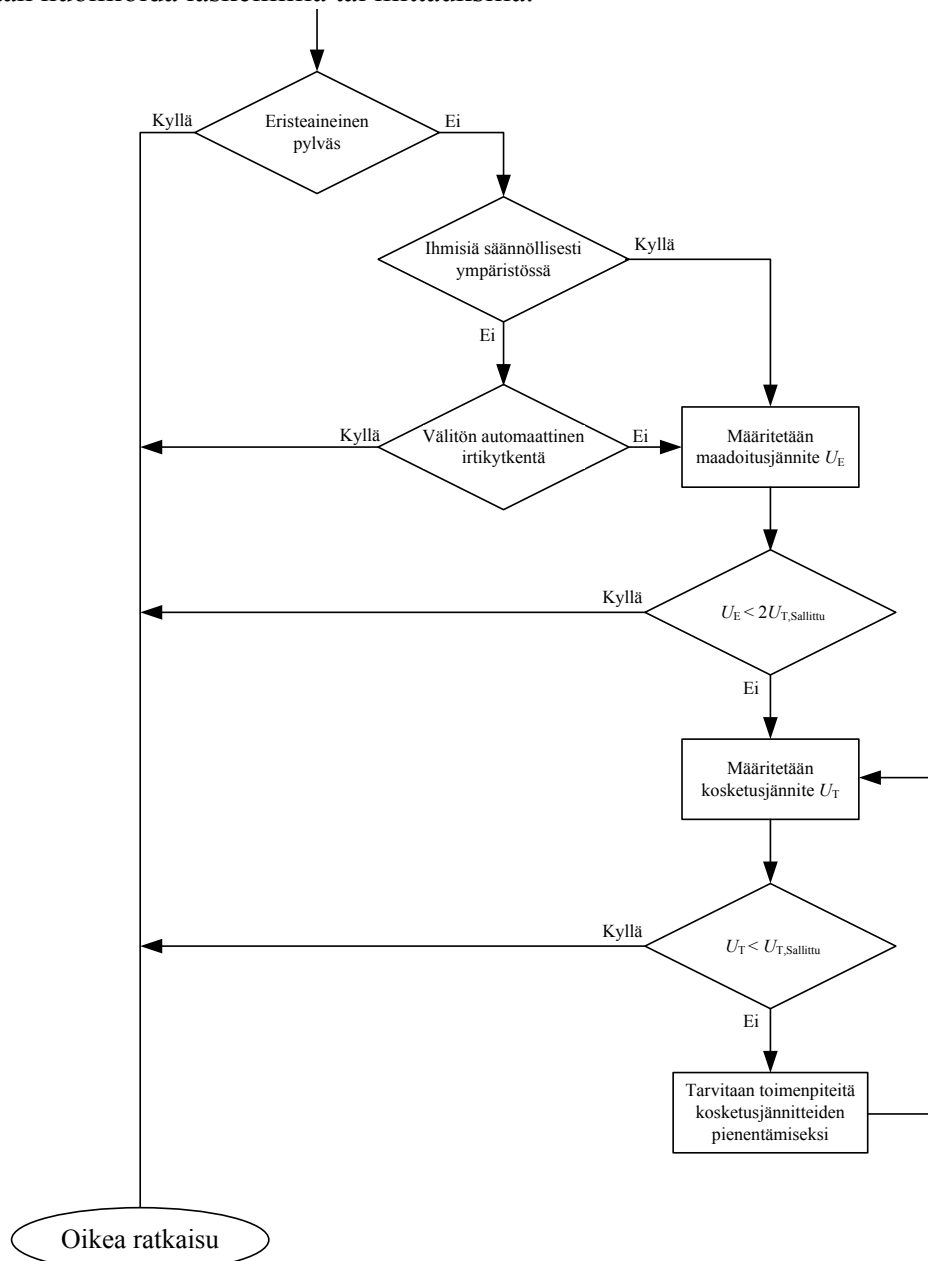 Kyllä
Eristeaineinen
pylväs
Ei
Ihmisiä säännöllisesti
ympäristössä
Kyllä
Ei
Kyllä
Välitön automaattinen
irtikytkentä
Ei
Määritetään
maadoitusjännite UE
Kyllä
UE < 2UT,Sallittu
Ei
Määritetään
kosketusjännite UT
Kyllä
UT < UT,Sallittu
Ei
Tarvitaan toimenpiteitä
kosketusjännitteiden
pienentämiseksi
Oikea ratkaisu